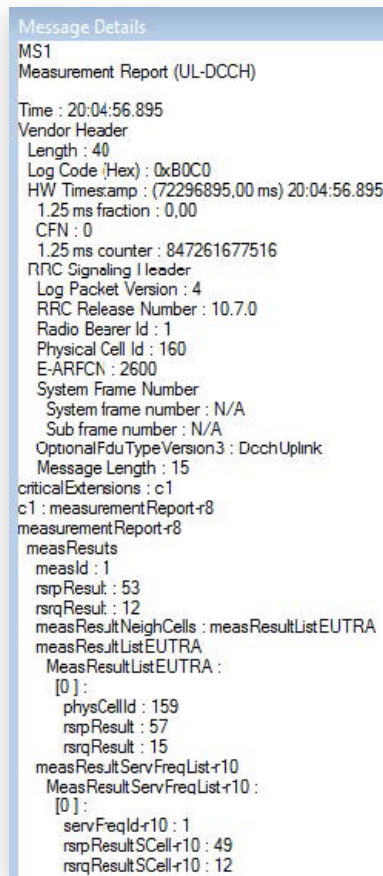 Message Details
MS1
Measurement Report (UL-DCCH)
Time : 20:04:56.895
Vendor Header
Length : 40
Log Code (Hex) : 0xB0C0
HW Timestamp : (72296895,00 ms) 20:04:56.895
1.25 ms fraction : 0,00
CFN : 0
1.25 ms counter : 847261677516
RRC Signaling Header
Log Packet Version : 4
RRC Release Number : 10.7.0
Radio Bearer Id : 1
Physical Cell Id : 160
E-ARFCN : 2600
System Frame Number
System frame number : N/A
Sub frame number : N/A
OptionalPduTypeVersion3 : DcchUplink
Message Length : 15
criticalExtensions : c1
c1 : measurementReport-r8
measurementReport-r8
measResults
measId : 1
rsrpResult : 53
rsrqResult : 12
measResultNeighCells : measResultListEUTRA
measResultListEUTRA
MeasResultListEUTRA :
[0 ] :
physCellId : 159
rsrpResult : 57
rsrqResult : 15
measResultServFreqList-r10
MeasResultServFreqList-r10 :
[0 ] :
servFreqId-r10 : 1
rsrpResultSCell-r10 : 49
rsrqResultSCell-r10 : 12